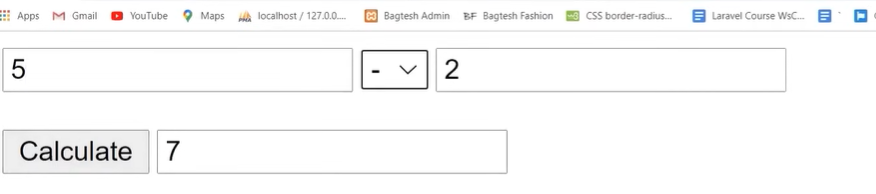 Apps Gmail YouTube Maps localhost / 127.0.0.... Bagtesh Admin BF Bagtesh Fashion CSS border-radius... Laravel Course WsC...
5 - 2
Calculate 7